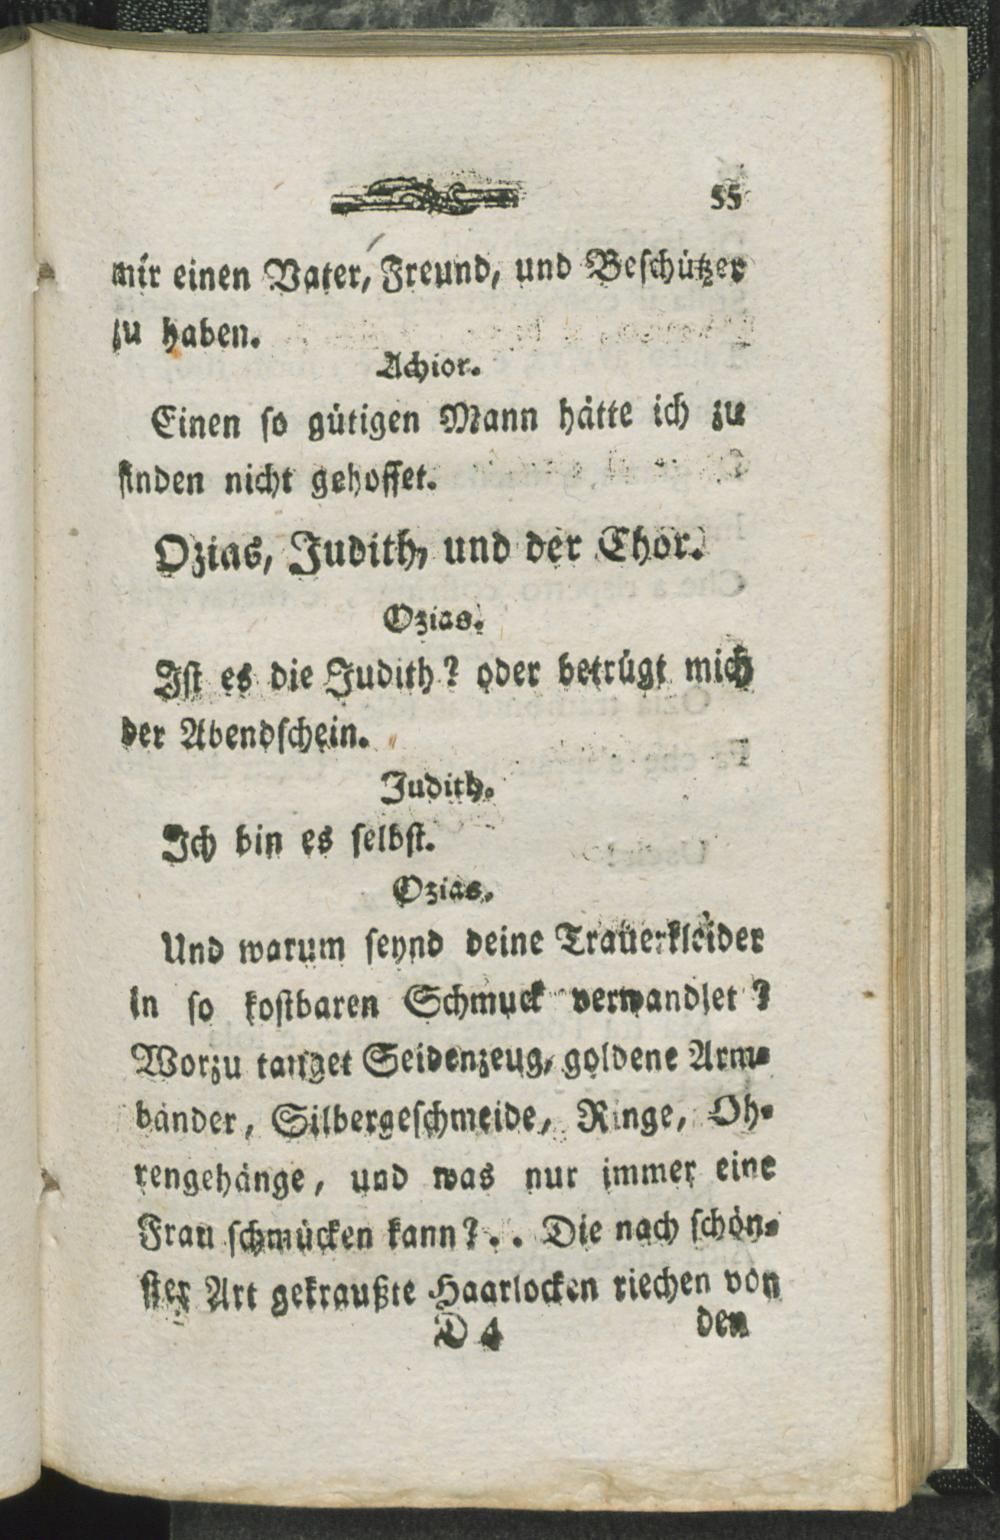 55
mir einen Vater, Freund, und Beschützer
zu haben.
Achior.
Einen so gütigen Mann hätte ich zu
finden nicht gehoffet.
Ozias, Judith, und der Chor.
Ozias.
Ist es die Judith? oder betrügt mich
der Abendschein.
Judith.
Ich bin es selbst.
Ozias.
Und warum seynd deine Trauerkleider
in so kostbaren Schmuck verwandlet?
Worzu tauget Seidenzeug, goldene Arm-
bänder, Silbergeschmeide, Ringe, Oh-
rengehänge, und was nur immer eine
Frau schmücken kann?.. Die nach schön-
ster Art gekraußte Haarlocken riechen von
D 4 den